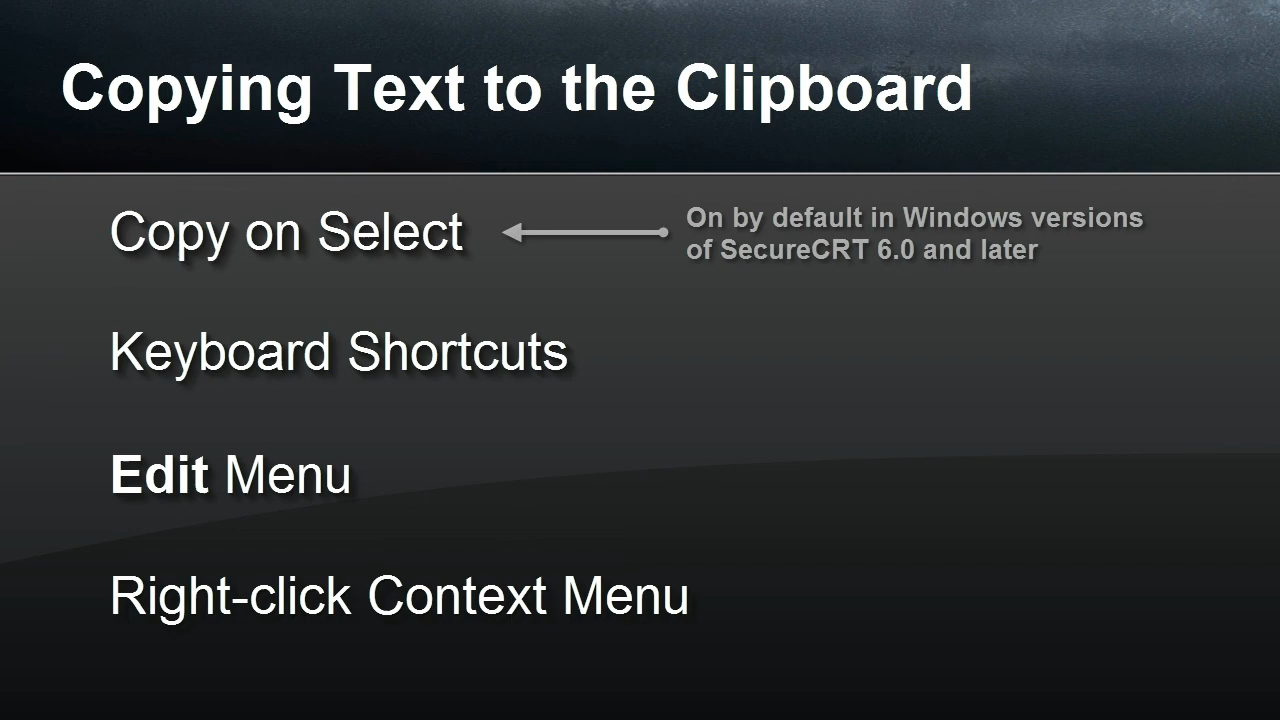 Copying Text to the Clipboard
Copy on Select
On by default in Windows versions
of SecureCRT 6.0 and later
Keyboard Shortcuts
Edit Menu
Right-click Context Menu